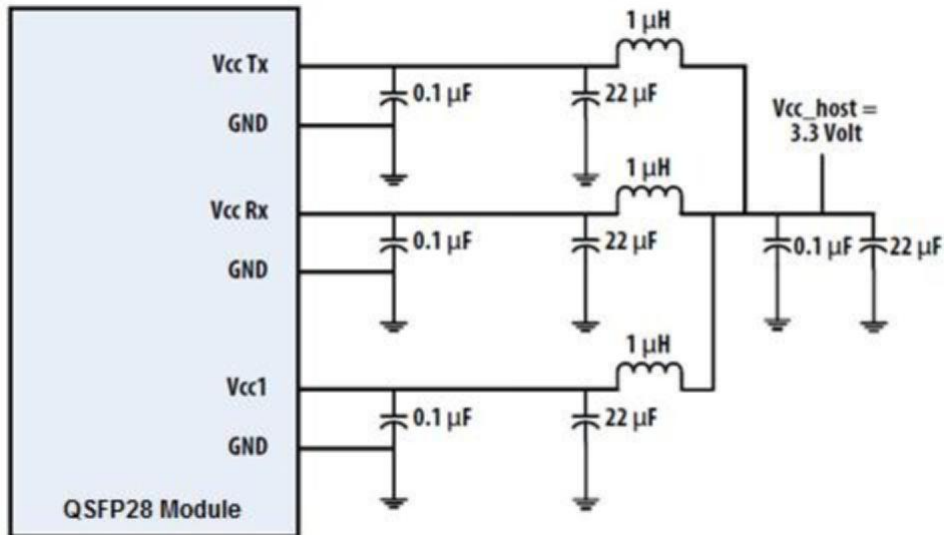 1 µH
Vcc Tx
0.1 µF
22 µF
GND
Vcc_host =
3.3 Volt
1 µH
Vcc Rx
0.1 µF
22 µF
0.1 µF
22 µF
GND
1 µH
Vcc1
0.1 µF
22 µF
GND
QSFP28 Module